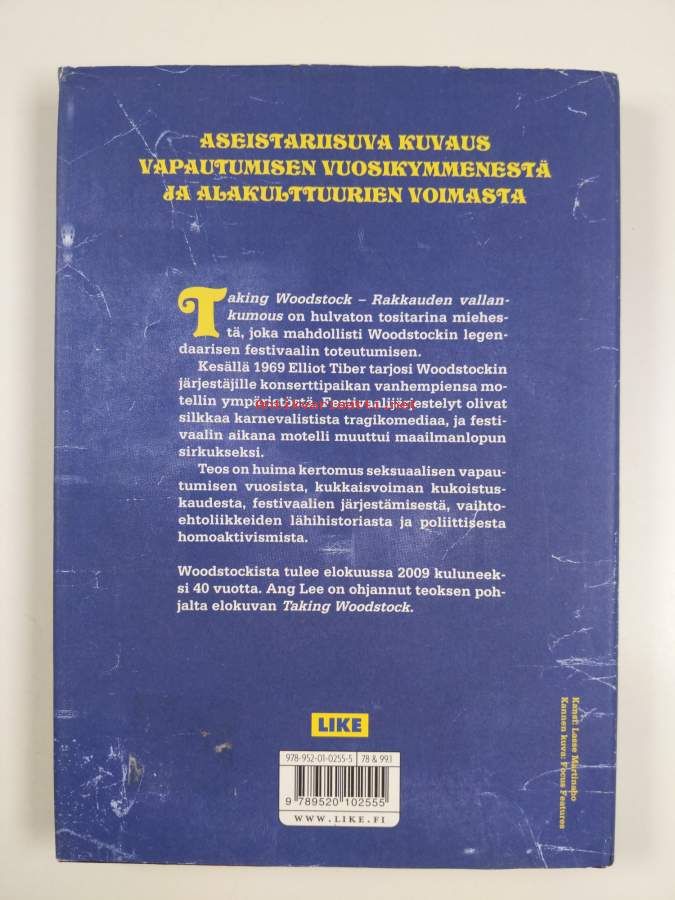 ASEISTARIISUVA KUVAUS
VAPAUTUMISEN VUOSIKYMMENESTÄ
JA ALAKULTTUURIEN VOIMASTA
Taking Woodstock – Rakkauden vallan-
kumous on hulvaton tositarina miehes-
tä, joka mahdollisti Woodstockin legen-
daarisen festivaalin toteutumisen.
Kesällä 1969 Elliot Tiber tarjosi Woodstockin
järjestäjille konserttipaikan vanhempiensa mo-
tellin ympäristöstä. Festivaalijärjestelyt olivat
silkkaa karnevalistista tragikomediaa, ja festi-
vaalin aikana motelli muuttui maailmanlopun
sirkukseksi.
Teos on huima kertomus seksuaalisen vapau-
tumisen vuosista, kukkaisvoiman kukoistus-
kaudesta, festivaalien järjestämisestä, vaihto-
ehtoliikkeiden lähihistoriasta ja poliittisesta
homoaktivismista.
Woodstockista tulee elokuussa 2009 kuluneek-
si 40 vuotta. Ang Lee on ohjannut teoksen poh-
jalta elokuvan Taking Woodstock.
LIKE
978-952-01-0255-5 78 & 99.1
9 789520 102555
WWW.LIKE.FI
Kansi: Lasse Martinabo
Kannen kuva: Focus Features